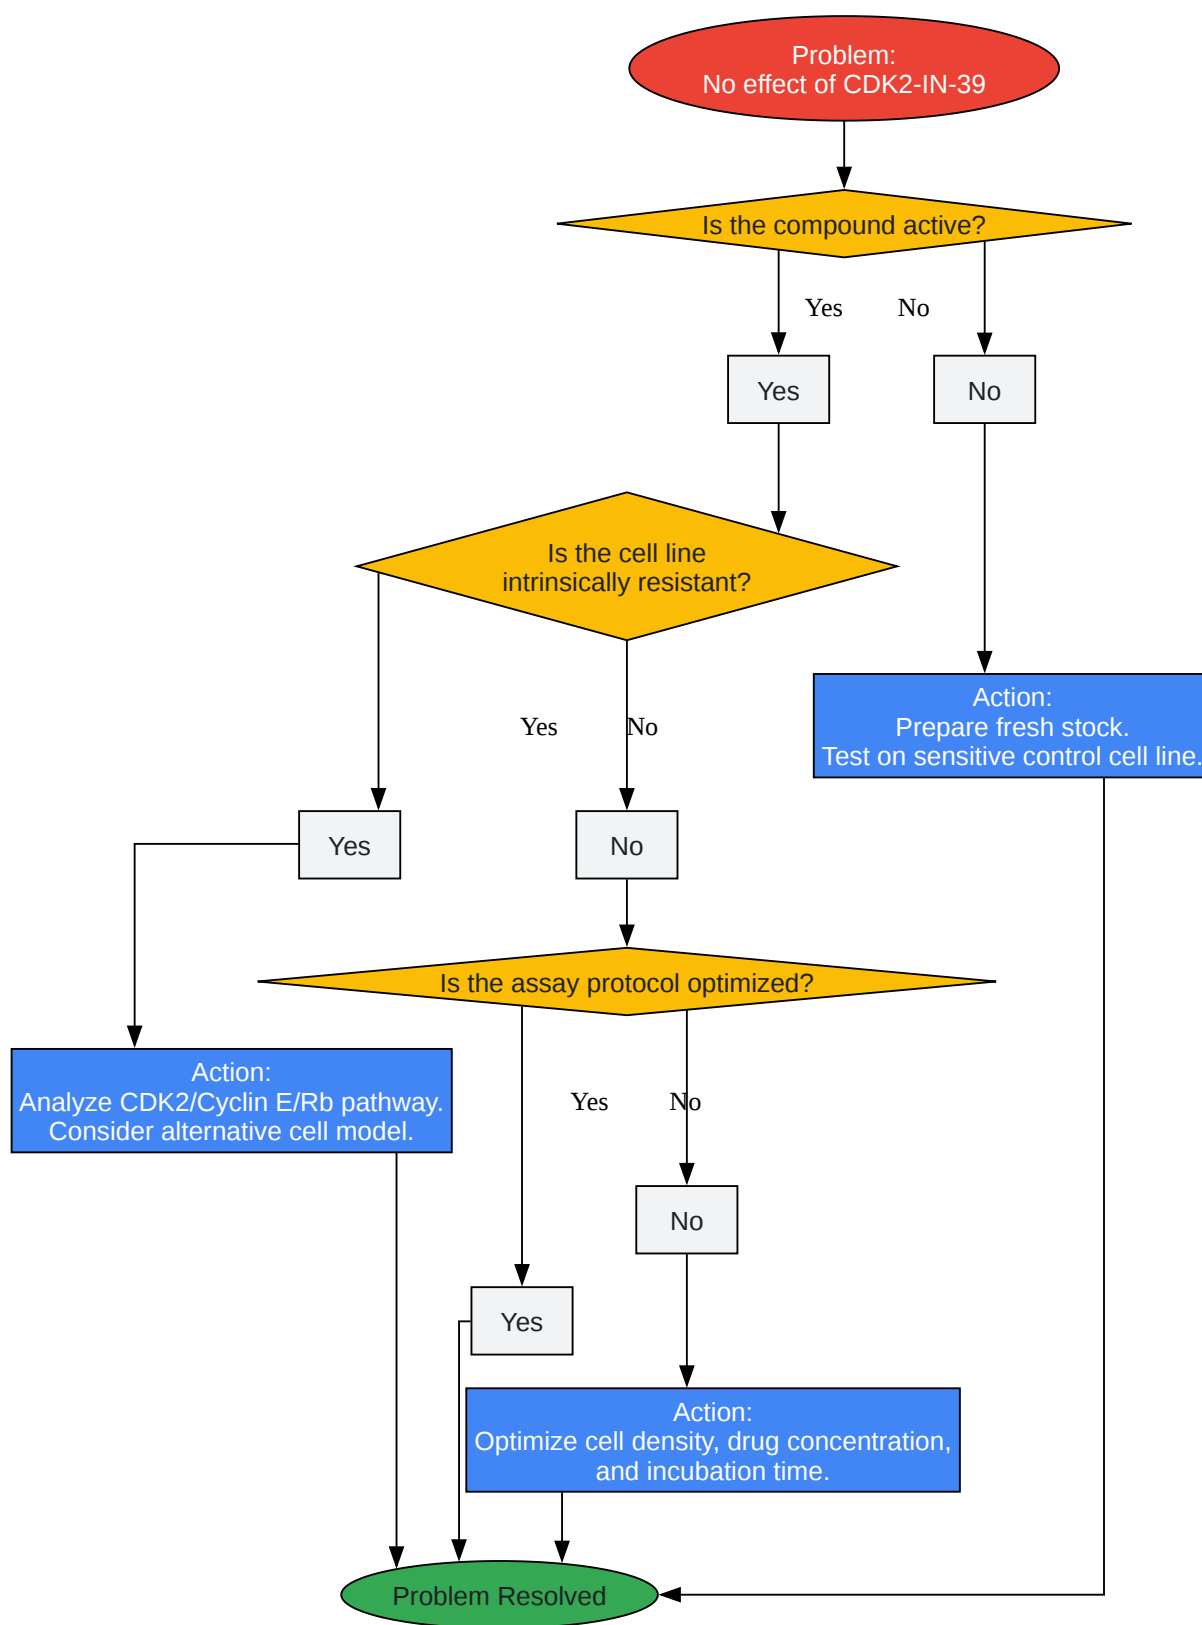 Problem:
No effect of CDK2-IN-39
Is the compound active?
Yes
No
Yes
No
Is the cell line
intrinsically resistant?
Action:
Prepare fresh stock.
Test on sensitive control cell line.
Yes
No
Yes
No
Is the assay protocol optimized?
Action:
Analyze CDK2/Cyclin E/Rb pathway.
Consider alternative cell model.
Yes
No
No
Yes
Action:
Optimize cell density, drug concentration,
and incubation time.
Problem Resolved